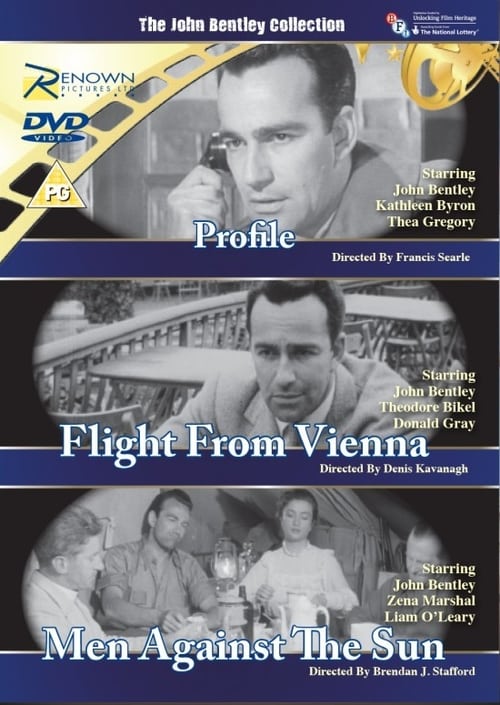 The John Bentley Collection
BFI
Unlocking Film Heritage
The National Lottery
RENOWN
PICTURES LTD
DVD
VIDEO
PG
Starring
John Bentley
Kathleen Byron
Thea Gregory
Profile
Directed By Francis Searle
Starring
John Bentley
Theodore Bikel
Donald Gray
Flight From Vienna
Directed By Denis Kavanagh
Starring
John Bentley
Zena Marshal
Liam O'Leary
Men Against The Sun
Directed By Brendan J. Stafford